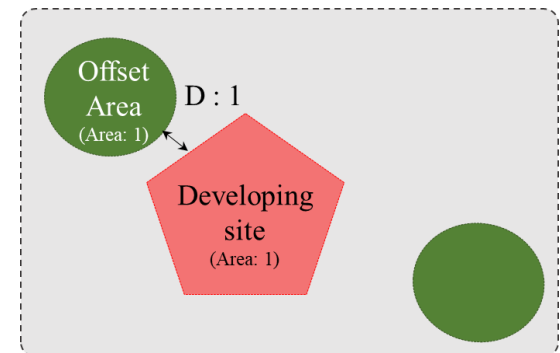 Offset
Area
(Area: 1)
D : 1
Developing
site
(Area: 1)